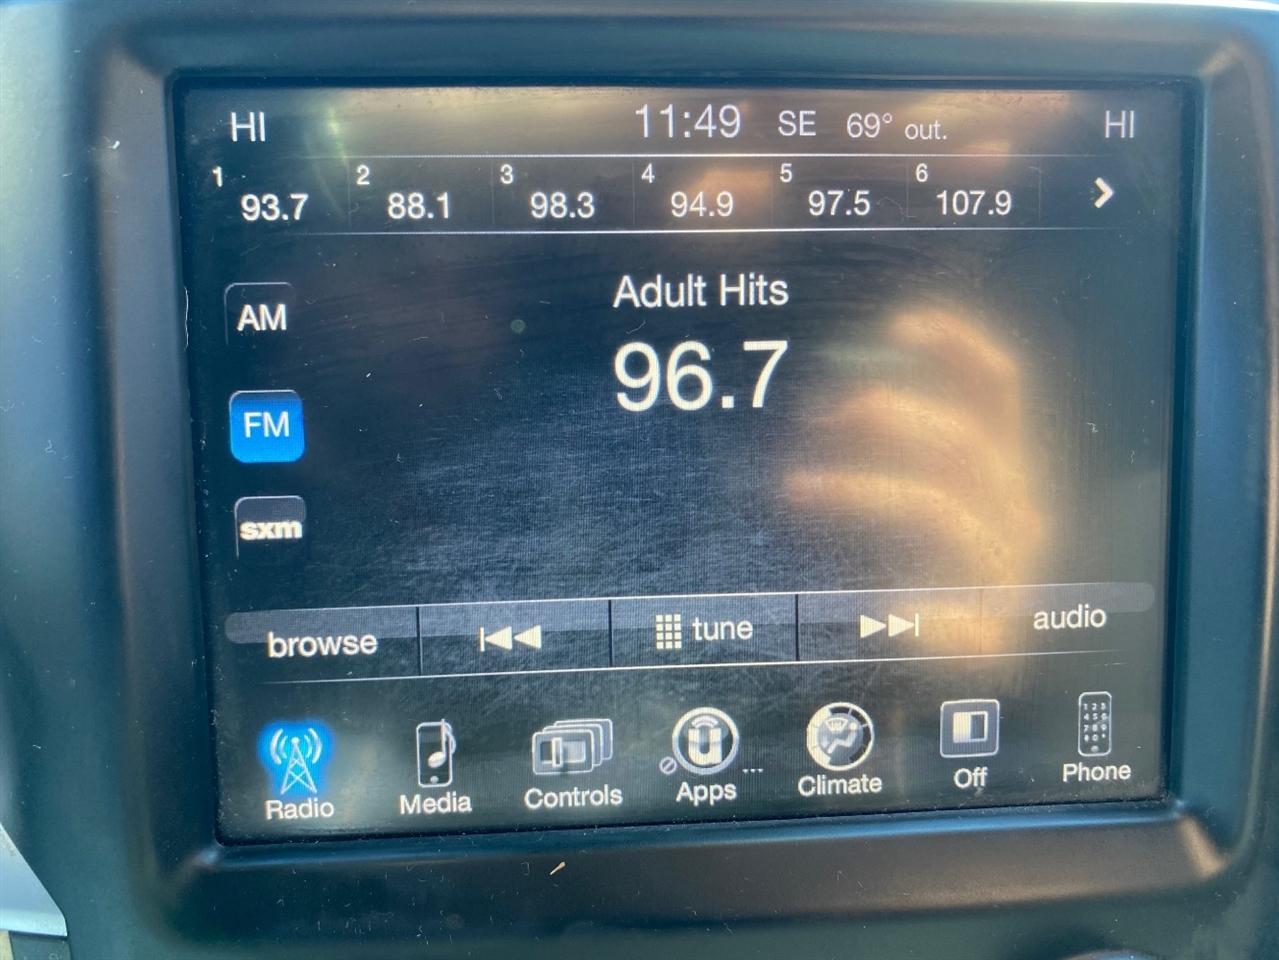 HI 11:49 SE 69° out. HI
1 93.7 2 88.1 3 98.3 4 94.9 5 97.5 6 107.9
Adult Hits
96.7
AM
FM
sxm
browse tune audio
Radio Media Controls Apps ... Climate Off Phone